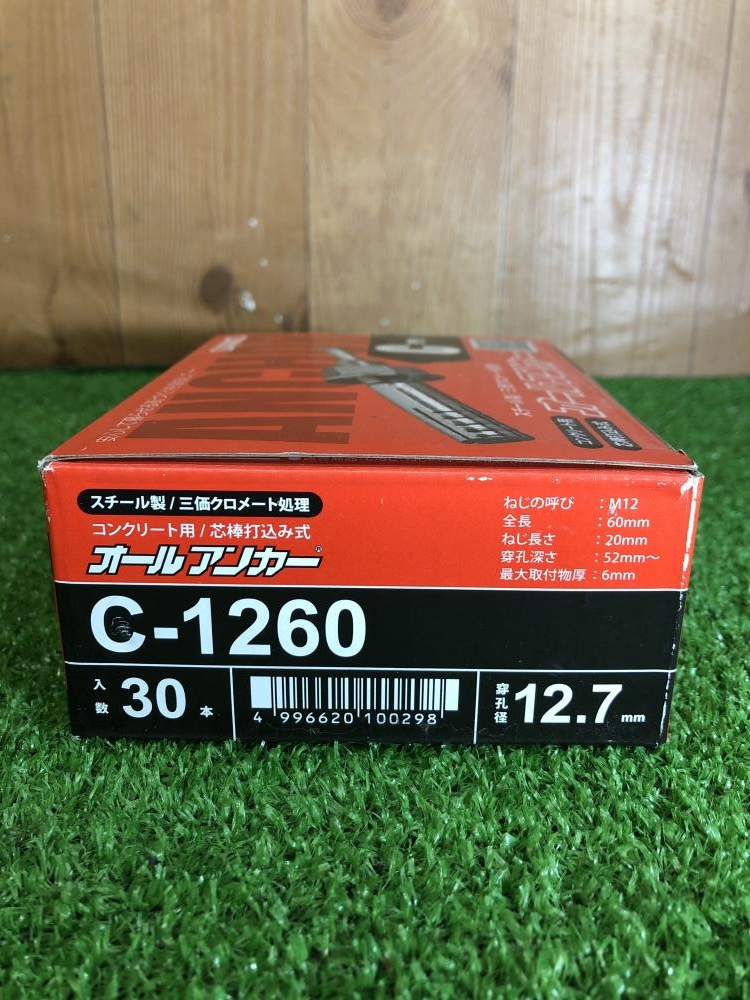 スチール製/三価クロメート処理
コンクリート用/芯棒打込み式
オールアンカー®
ねじの呼び :M12
全長 :60mm
ねじ長さ :20mm
穿孔深さ :52mm〜
最大取付物厚:6mm
C-1260
入数 30 本
4 996620 100298
穿孔径 12.7mm